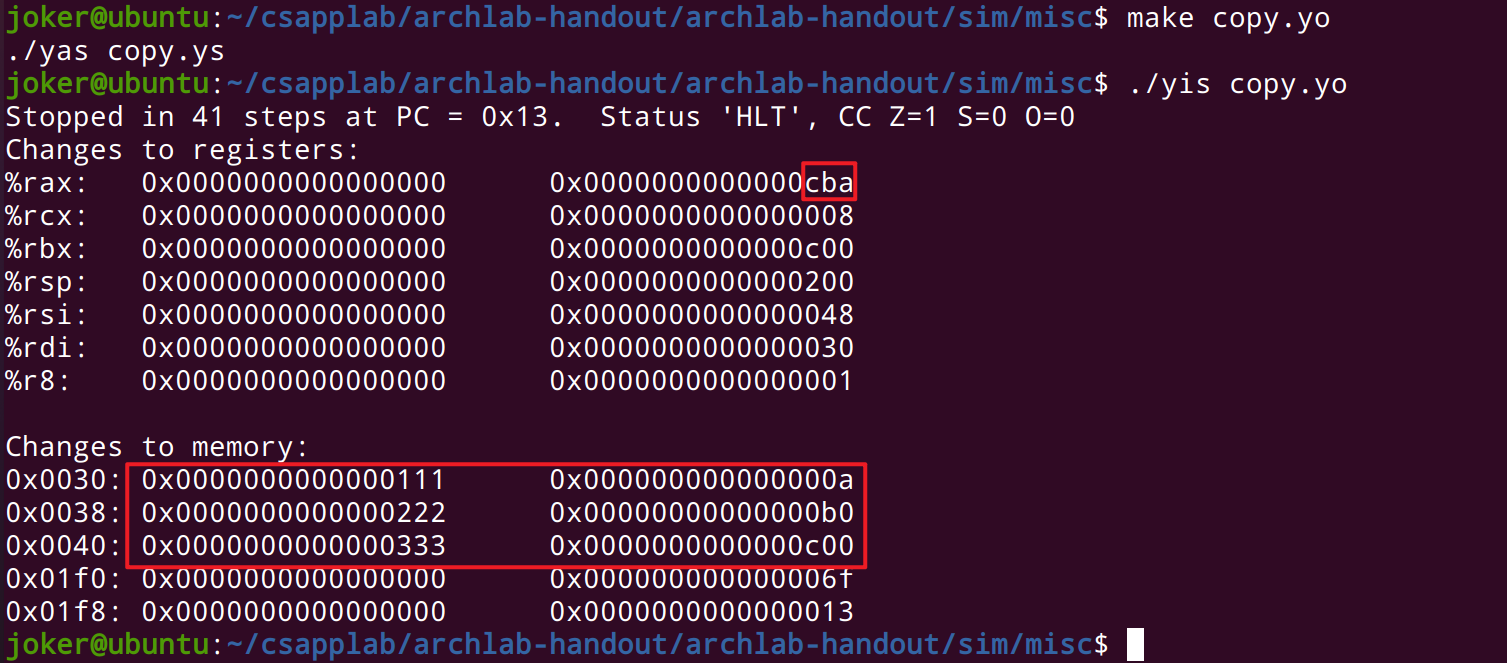 joker@ubuntu:~/csapplab/archlab-handout/archlab-handout/sim/misc$ make copy.yo
./yas copy.ys
joker@ubuntu:~/csapplab/archlab-handout/archlab-handout/sim/misc$ ./yis copy.yo
Stopped in 41 steps at PC = 0x13.  Status 'HLT', CC Z=1 S=0 O=0
Changes to registers:
%rax:   0x0000000000000000      0x0000000000000cba
%rcx:   0x0000000000000000      0x0000000000000008
%rbx:   0x0000000000000000      0x0000000000000c00
%rsp:   0x0000000000000000      0x0000000000000200
%rsi:   0x0000000000000000      0x0000000000000048
%rdi:   0x0000000000000000      0x0000000000000030
%r8:    0x0000000000000000      0x0000000000000001

Changes to memory:
0x0030: 0x0000000000000111      0x000000000000000a
0x0038: 0x0000000000000222      0x00000000000000b0
0x0040: 0x0000000000000333      0x0000000000000c00
0x01f0: 0x0000000000000000      0x000000000000006f
0x01f8: 0x0000000000000000      0x0000000000000013
joker@ubuntu:~/csapplab/archlab-handout/archlab-handout/sim/misc$